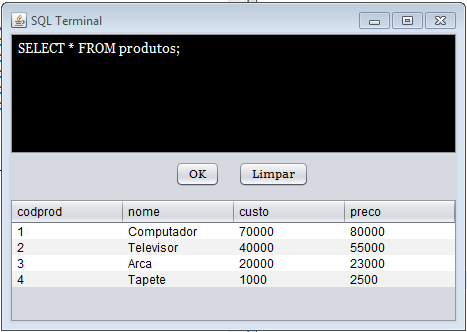 SQL Terminal
SELECT * FROM produtos;
OK Limpar
codprod nome custo preco
1 Computador 70000 80000
2 Televisor 40000 55000
3 Arca 20000 23000
4 Tapete 1000 2500